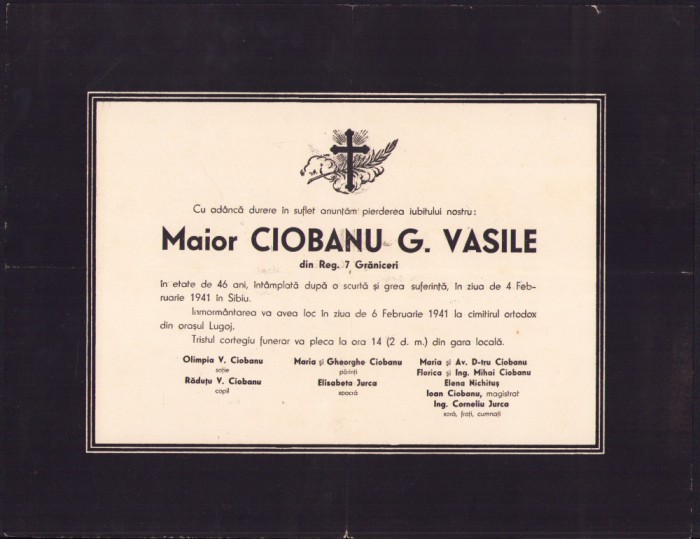 Cu adâncă durere în suflet anunțăm pierderea iubitului nostru:
Maior CIOBANU G. VASILE
din Reg. 7 Grăniceri
în etate de 46 ani, întâmplată după o scurtă și grea suferință, în ziua de 4 Feb-
ruarie 1941 în Sibiu.
Inmormântarea va avea loc în ziua de 6 Februarie 1941 la cimitirul ortodox
din orașul Lugoj.
Tristul cortegiu funerar va pleca la ora 14 (2 d. m.) din gara locală.
Olimpia V. Ciobanu
soție
Răduțu V. Ciobanu
copil
Maria și Gheorghe Ciobanu
părinți
Elisabeta Jurca
soacră
Maria și Av. D-tru Ciobanu
Florica și Ing. Mihai Ciobanu
Elena Nichituș
Ioan Ciobanu, magistrat
Ing. Corneliu Jurca
soră, frați, cumnați